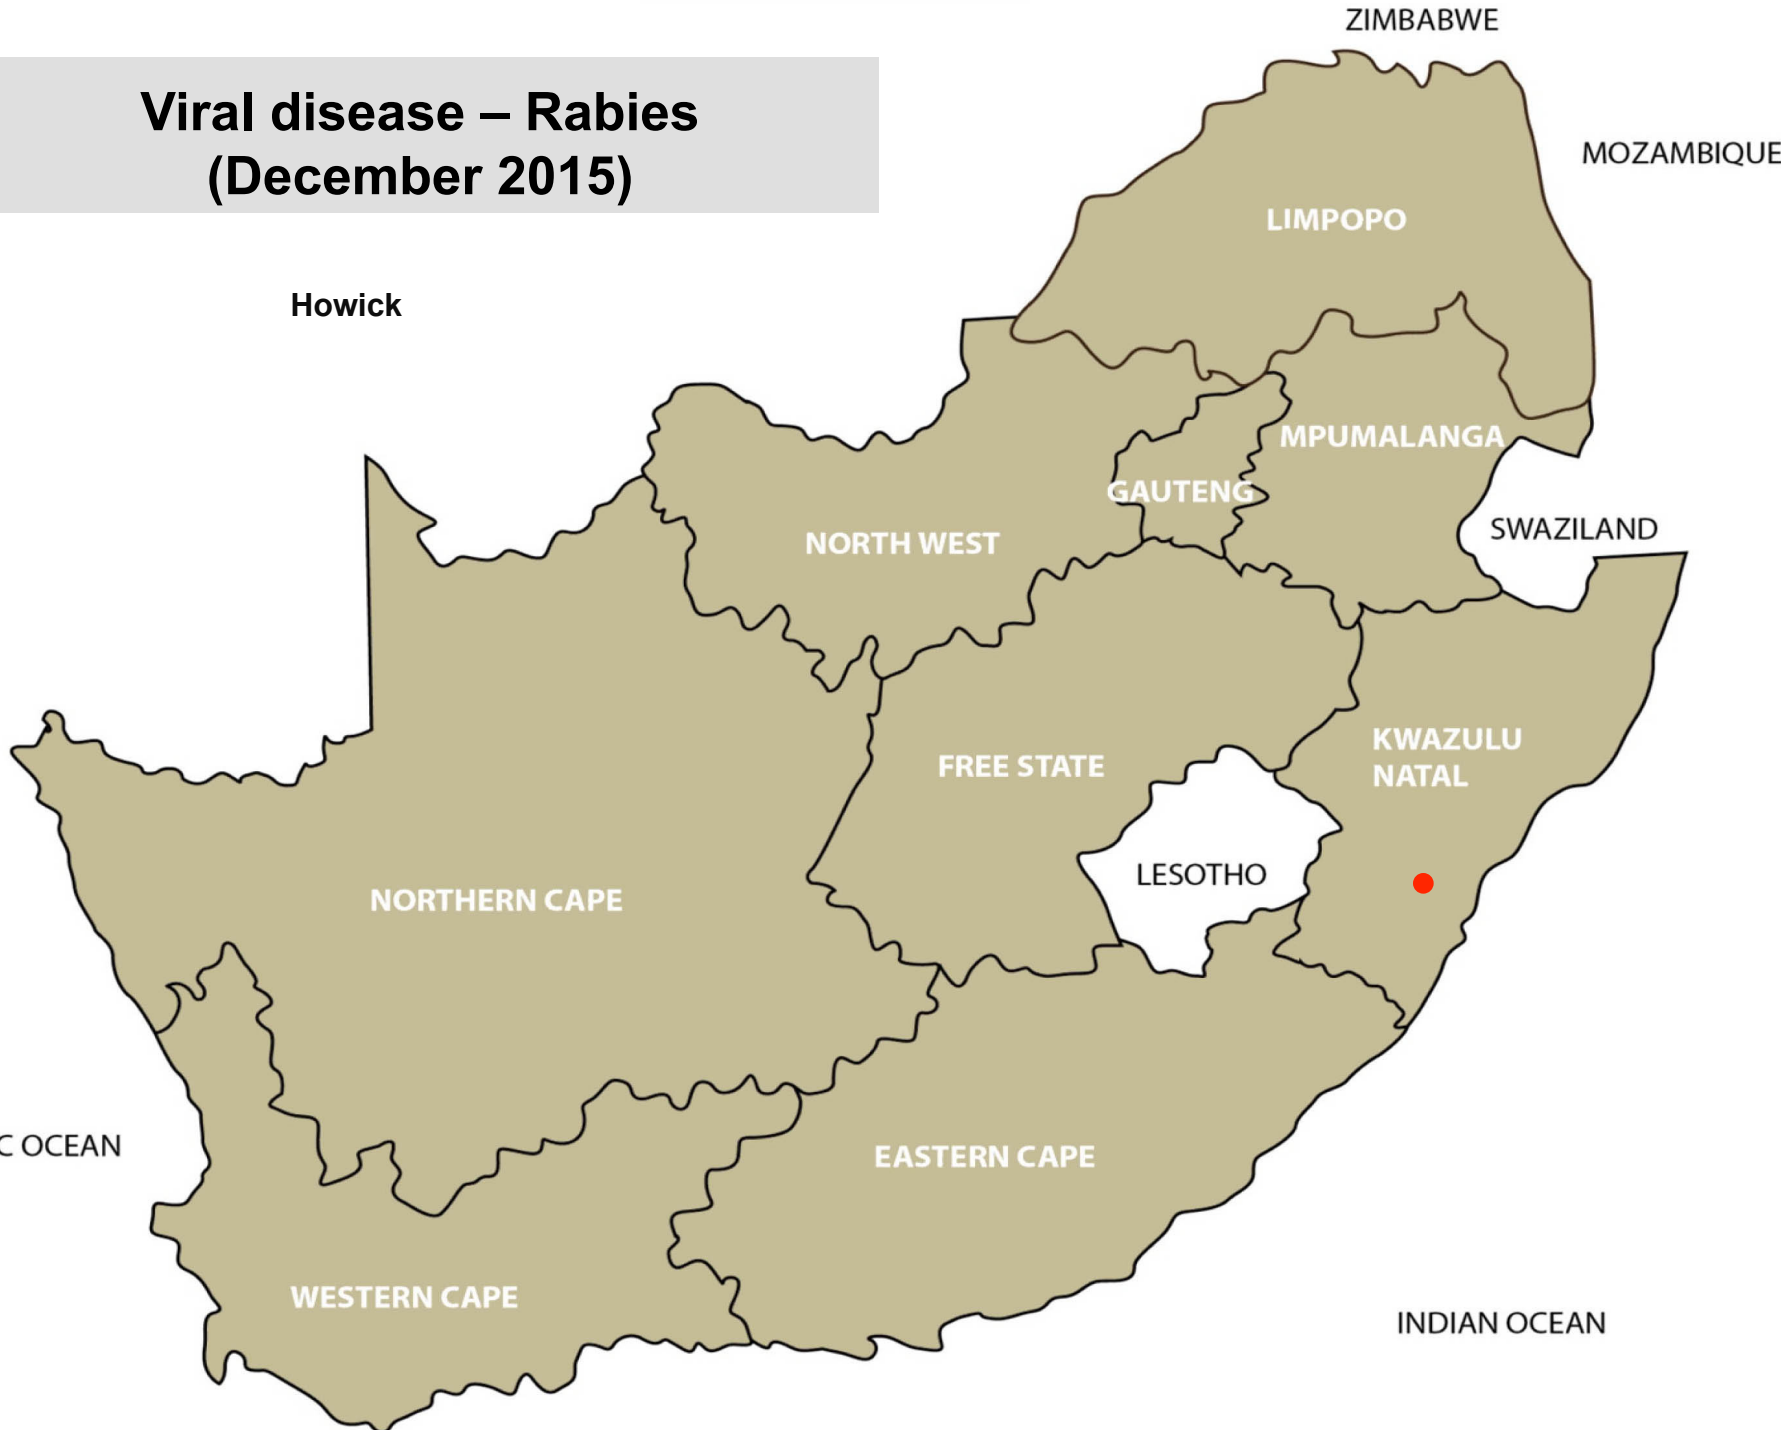 ZIMBABWE
Viral disease – Rabies
(December 2015)
MOZAMBIQUE
LIMPOPO
Howick
MPUMALANGA
GAUTENG
SWAZILAND
NORTH WEST
KWAZULU
NATAL
FREE STATE
LESOTHO
NORTHERN CAPE
C OCEAN
EASTERN CAPE
WESTERN CAPE
INDIAN OCEAN